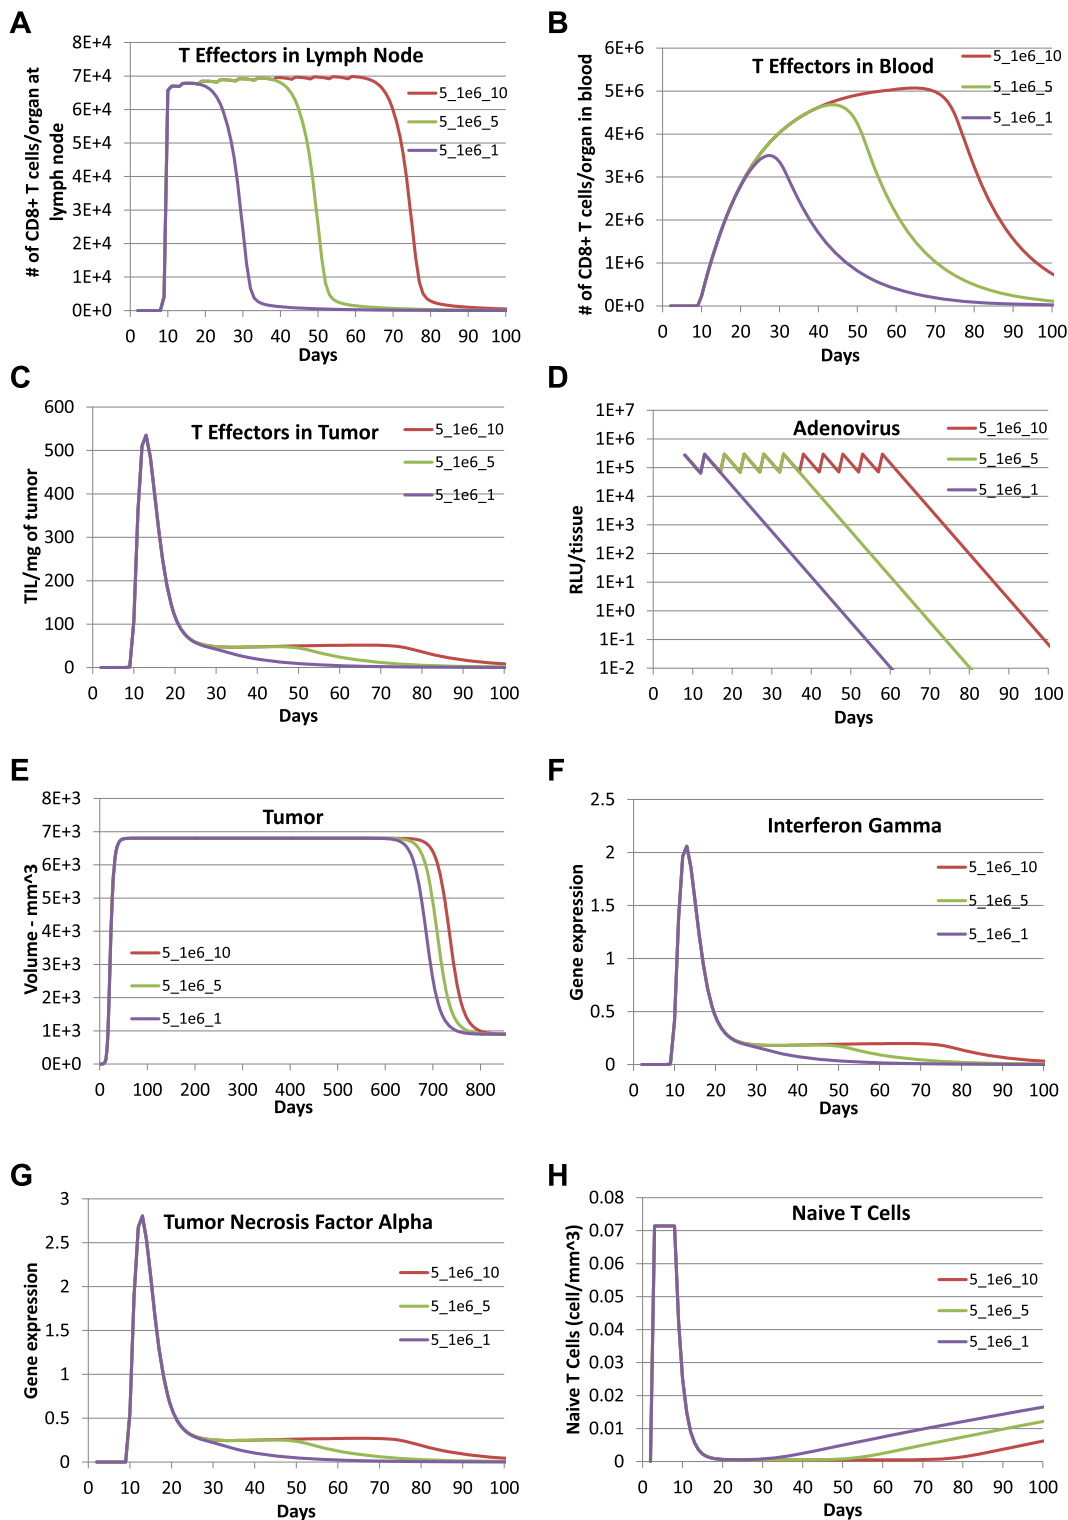 A
T Effectors in Lymph Node
# of CD8+ T cells/organ at
lymph node
8E+4
7E+4
6E+4
5E+4
4E+4
3E+4
2E+4
1E+4
0E+0
5_1e6_10
5_1e6_5
5_1e6_1
0 10 20 30 40 50 60 70 80 90 100
Days
B
T Effectors in Blood
# of CD8+ T cells/organ in blood
6E+6
5E+6
4E+6
3E+6
2E+6
1E+6
0E+0
5_1e6_10
5_1e6_5
5_1e6_1
0 10 20 30 40 50 60 70 80 90 100
Days
C
T Effectors in Tumor
TIL/mg of tumor
600
500
400
300
200
100
0
5_1e6_10
5_1e6_5
5_1e6_1
0 10 20 30 40 50 60 70 80 90 100
Days
D
Adenovirus
RLU/tissue
1E+7
1E+6
1E+5
1E+4
1E+3
1E+2
1E+1
1E+0
1E-1
1E-2
5_1e6_10
5_1e6_5
5_1e6_1
0 10 20 30 40 50 60 70 80 90 100
Days
E
Tumor
Volume - mm^3
8E+3
7E+3
6E+3
5E+3
4E+3
3E+3
2E+3
1E+3
0E+0
5_1e6_10
5_1e6_5
5_1e6_1
0 100 200 300 400 500 600 700 800
Days
F
Interferon Gamma
Gene expression
2.5
2
1.5
1
0.5
0
5_1e6_10
5_1e6_5
5_1e6_1
0 10 20 30 40 50 60 70 80 90 100
Days
G
Tumor Necrosis Factor Alpha
Gene expression
3
2.5
2
1.5
1
0.5
0
5_1e6_10
5_1e6_5
5_1e6_1
0 10 20 30 40 50 60 70 80 90 100
Days
H
Naive T Cells
Naive T Cells (cell/mm^3)
0.08
0.07
0.06
0.05
0.04
0.03
0.02
0.01
0
5_1e6_10
5_1e6_5
5_1e6_1
0 10 20 30 40 50 60 70 80 90 100
Days